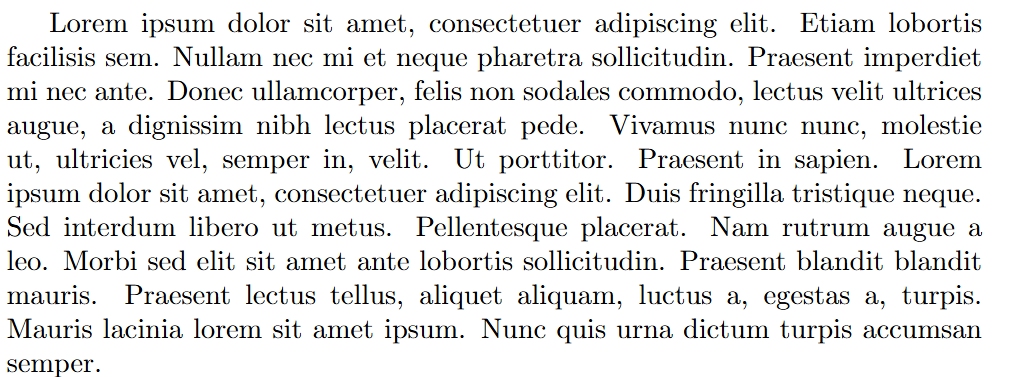 Lorem ipsum dolor sit amet, consectetuer adipiscing elit. Etiam lobortis
facilisis sem. Nullam nec mi et neque pharetra sollicitudin. Praesent imperdiet
mi nec ante. Donec ullamcorper, felis non sodales commodo, lectus velit ultrices
augue, a dignissim nibh lectus placerat pede. Vivamus nunc nunc, molestie
ut, ultricies vel, semper in, velit. Ut porttitor. Praesent in sapien. Lorem
ipsum dolor sit amet, consectetuer adipiscing elit. Duis fringilla tristique neque.
Sed interdum libero ut metus. Pellentesque placerat. Nam rutrum augue a
leo. Morbi sed elit sit amet ante lobortis sollicitudin. Praesent blandit blandit
mauris. Praesent lectus tellus, aliquet aliquam, luctus a, egestas a, turpis.
Mauris lacinia lorem sit amet ipsum. Nunc quis urna dictum turpis accumsan
semper.